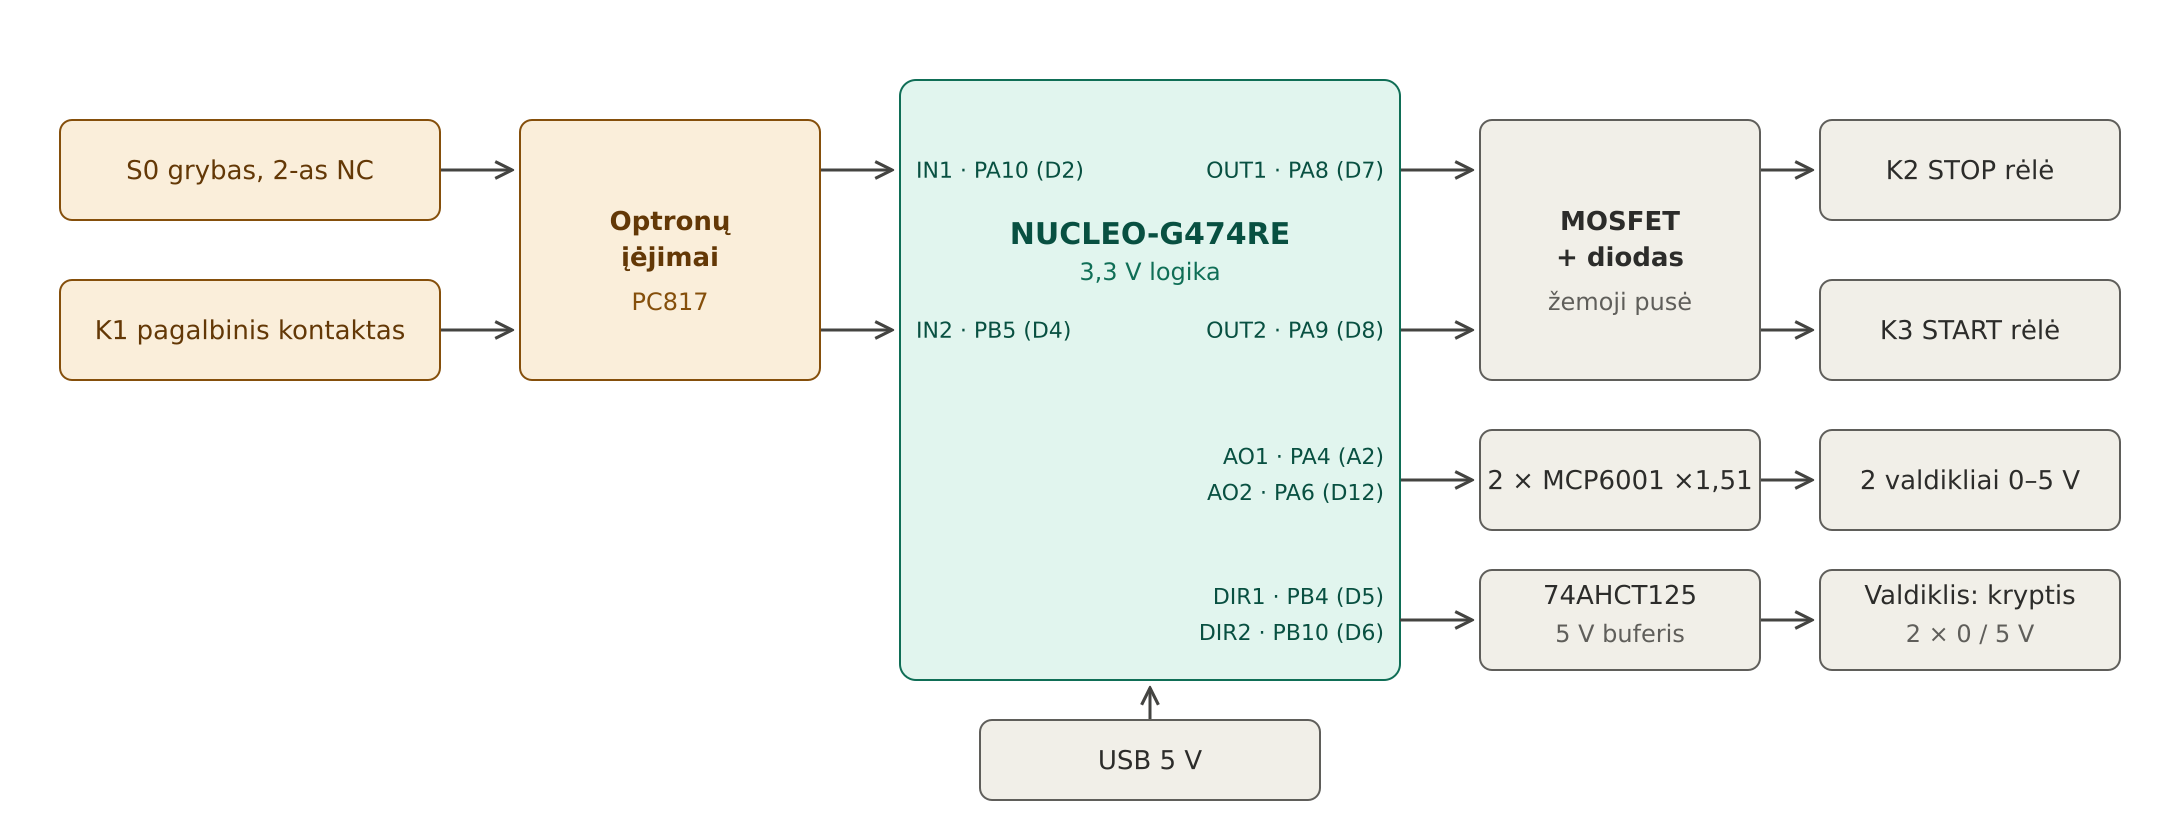 S0 grybas, 2-as NC
K1 pagalbinis kontaktas
Optronų
įėjimai
PC817
IN1 · PA10 (D2)
OUT1 · PA8 (D7)
NUCLEO-G474RE
3,3 V logika
IN2 · PB5 (D4)
OUT2 · PA9 (D8)
AO1 · PA4 (A2)
AO2 · PA6 (D12)
DIR1 · PB4 (D5)
DIR2 · PB10 (D6)
MOSFET
+ diodas
žemoji pusė
K2 STOP rėlė
K3 START rėlė
2 × MCP6001 ×1,51
2 valdikliai 0–5 V
74AHCT125
5 V buferis
Valdiklis: kryptis
2 × 0 / 5 V
USB 5 V